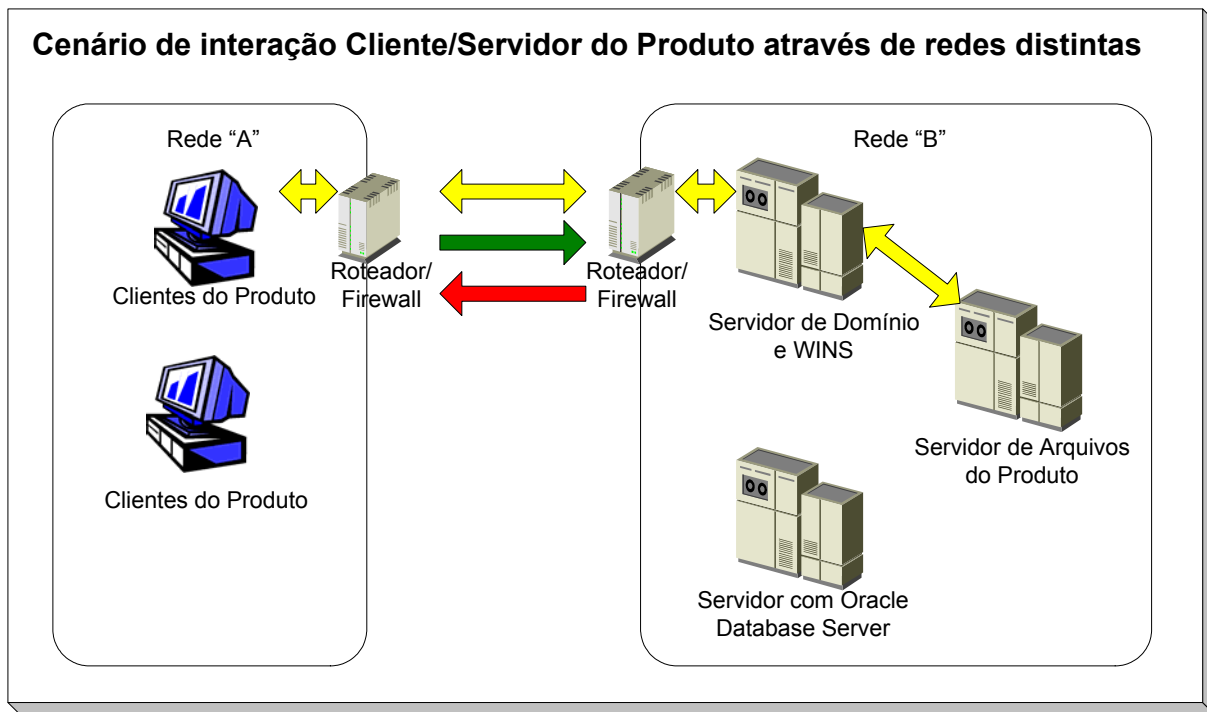 Cenário de interação Cliente/Servidor do Produto através de redes distintas
Rede “A”
Rede “B”
Roteador/
Firewall
Roteador/
Firewall
Clientes do Produto
Servidor de Domínio
e WINS
Servidor de Arquivos
do Produto
Clientes do Produto
Servidor com Oracle
Database Server